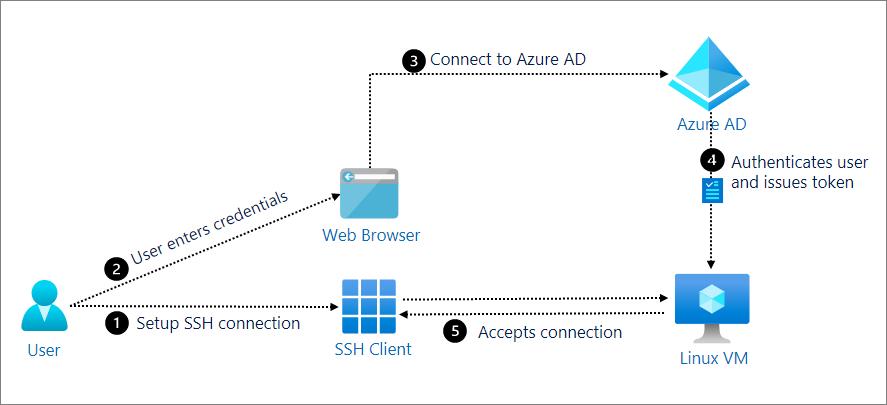 3 Connect to Azure AD
Azure AD
4 Authenticates user
and issues token
User enters credentials
Web Browser
2
1 Setup SSH connection
5 Accepts connection
User
SSH Client
Linux VM